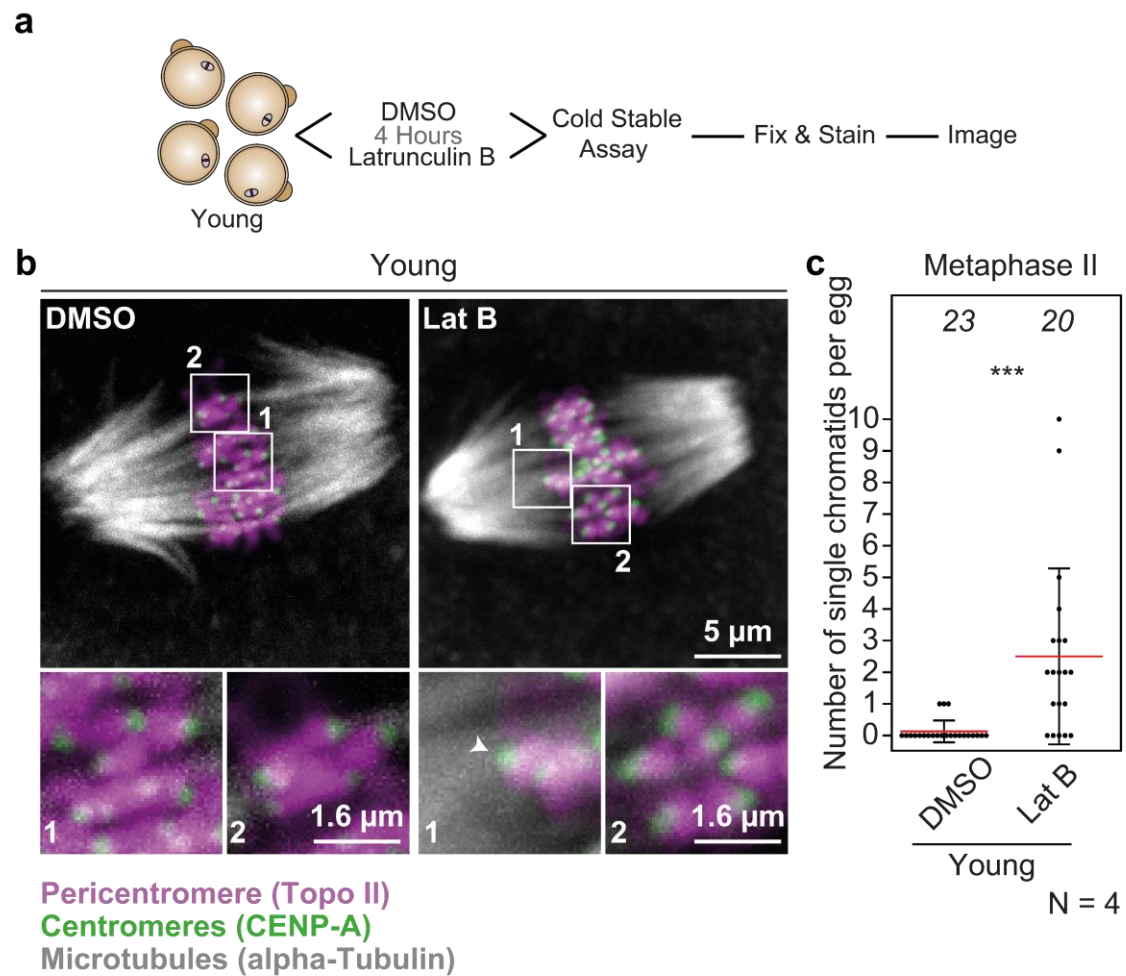 a
DMSO
4 Hours
Latrunculin B
Cold Stable
Assay
Fix & Stain
Image
Young
b
Young
DMSO
2
1
Lat B
1
2
5 µm
1
2
1.6 µm
1
2
1.6 µm
Pericentromere (Topo II)
Centromeres (CENP-A)
Microtubules (alpha-Tubulin)
c
Metaphase II
Number of single chromatids per egg
23
20
***
10
9
8
7
6
5
4
3
2
1
0
DMSO
Lat B
Young
N = 4